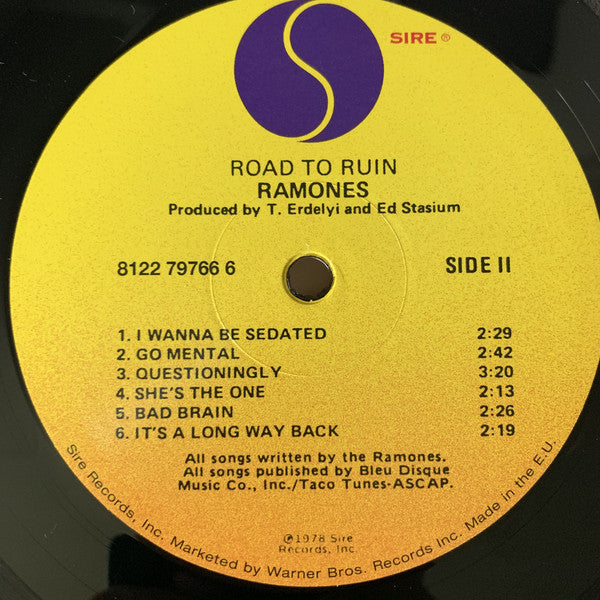 SIRE ®
ROAD TO RUIN
RAMONES
Produced by T. Erdelyi and Ed Stasium
8122 79766 6
SIDE II
1. I WANNA BE SEDATED 2:29
2. GO MENTAL 2:42
3. QUESTIONINGLY 3:20
4. SHE'S THE ONE 2:13
5. BAD BRAIN 2:26
6. IT'S A LONG WAY BACK 2:19
All songs written by the Ramones.
All songs published by Bleu Disque
Music Co., Inc./Taco Tunes-ASCAP.
℗1978 Sire
Records, Inc.
Sire Records, Inc. Marketed by Warner Bros. Records Inc. Made in the E.U.